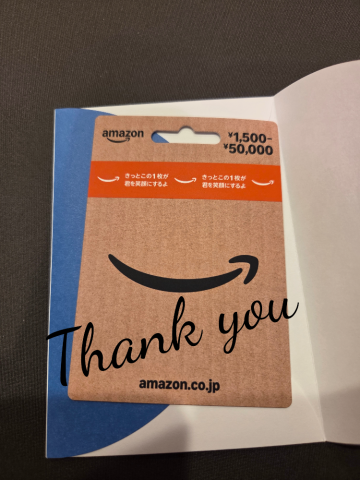 amazon
¥1,500~
¥50,000
きっとこの1枚が
君を笑顔にするよ
きっとこの1枚が
君を笑顔にするよ
Thank you
amazon.co.jp